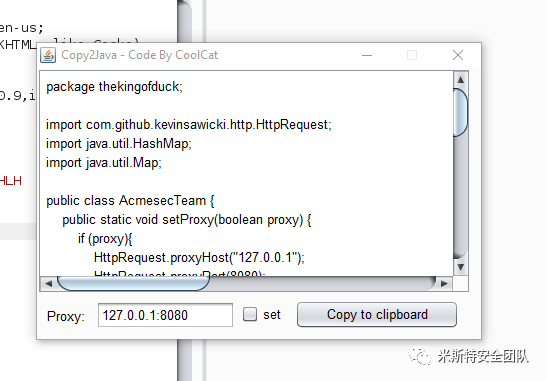 en-us;
KHTML, like Gecko)
Copy2Java - Code By CoolCat
0.9,i
HLH
package thekingofduck;
import com.github.kevinsawicki.http.HttpRequest;
import java.util.HashMap;
import java.util.Map;
public class AcmesecTeam {
public static void setProxy(boolean proxy) {
if (proxy){
HttpRequest.proxyHost("127.0.0.1");
HttpRequest.proxyPort(8080);
Proxy:
127.0.0.1:8080
set
Copy to clipboard
米斯特安全团队